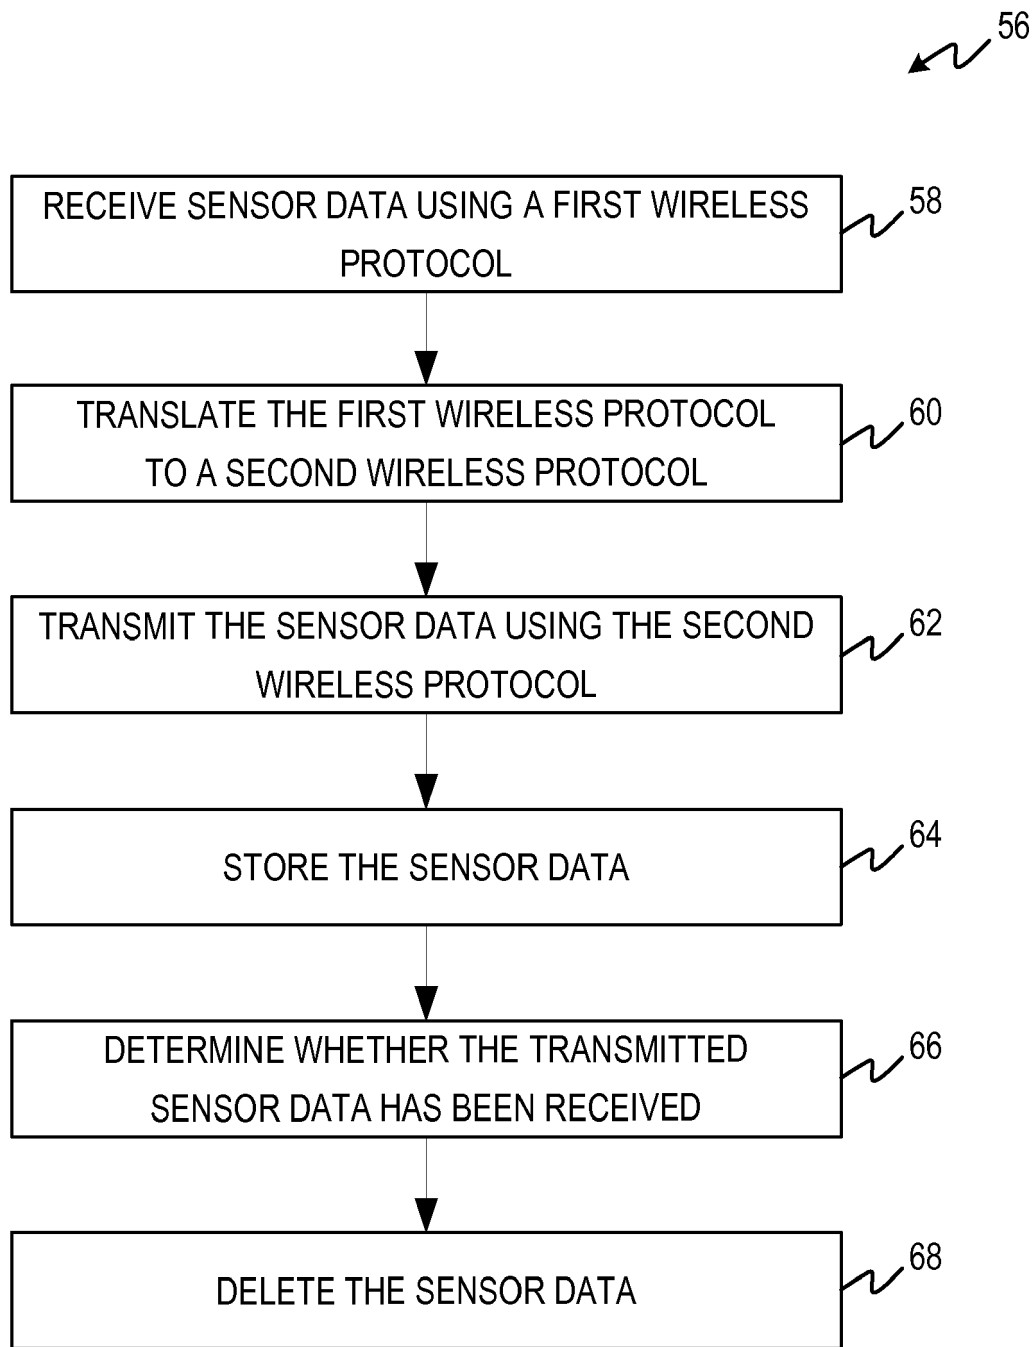 56
RECEIVE SENSOR DATA USING A FIRST WIRELESS
PROTOCOL
58
TRANSLATE THE FIRST WIRELESS PROTOCOL
TO A SECOND WIRELESS PROTOCOL
60
TRANSMIT THE SENSOR DATA USING THE SECOND
WIRELESS PROTOCOL
62
STORE THE SENSOR DATA
64
DETERMINE WHETHER THE TRANSMITTED
SENSOR DATA HAS BEEN RECEIVED
66
DELETE THE SENSOR DATA
68